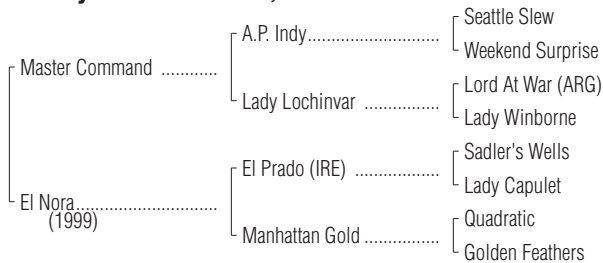 Seattle Slew
A.P. Indy..................
Weekend Surprise
Master Command ............
Lord At War (ARG)
Lady Lochinvar ................
Lady Winborne
Sadler's Wells
El Prado (IRE) ..................
Lady Capulet
El Nora..............................
(1999)
Quadratic
Manhattan Gold ................
Golden Feathers